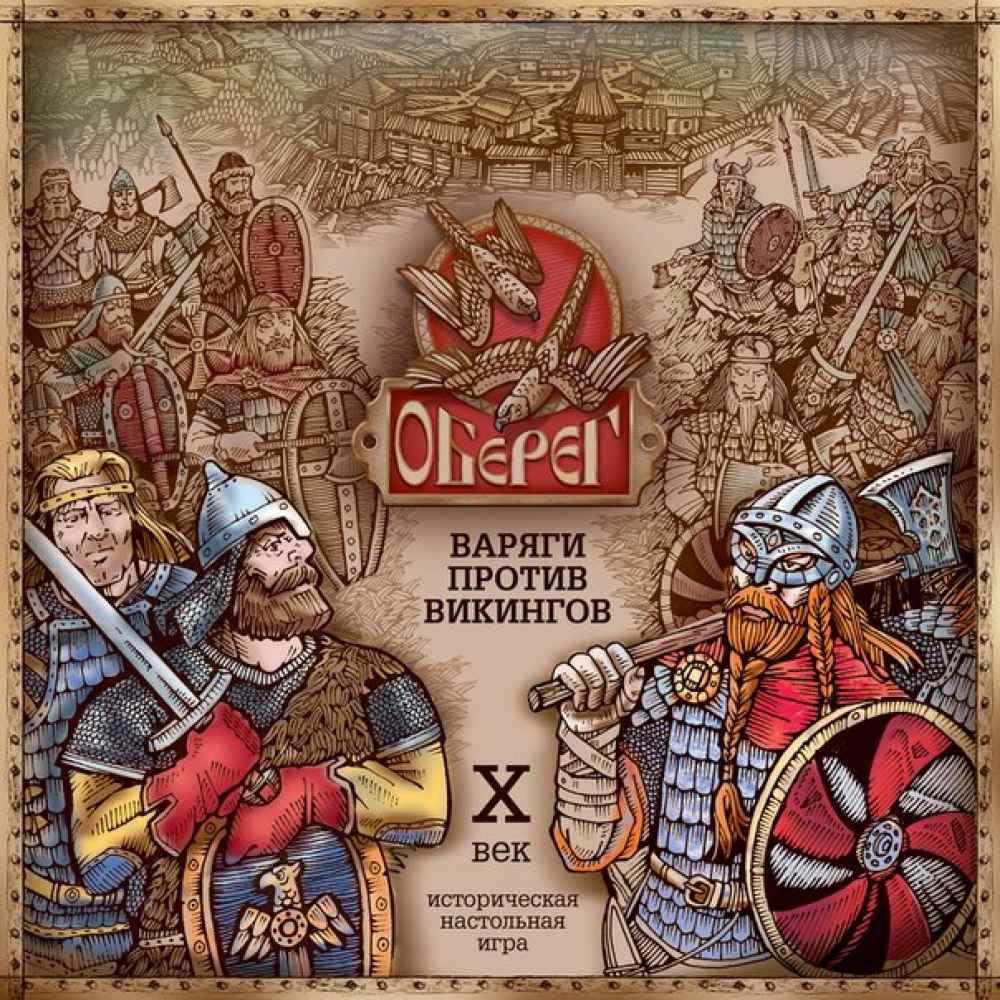 ОБЕРЕГ
ВАРЯГИ
ПРОТИВ
ВИКИНГОВ
X
век
историческая
настольная
игра